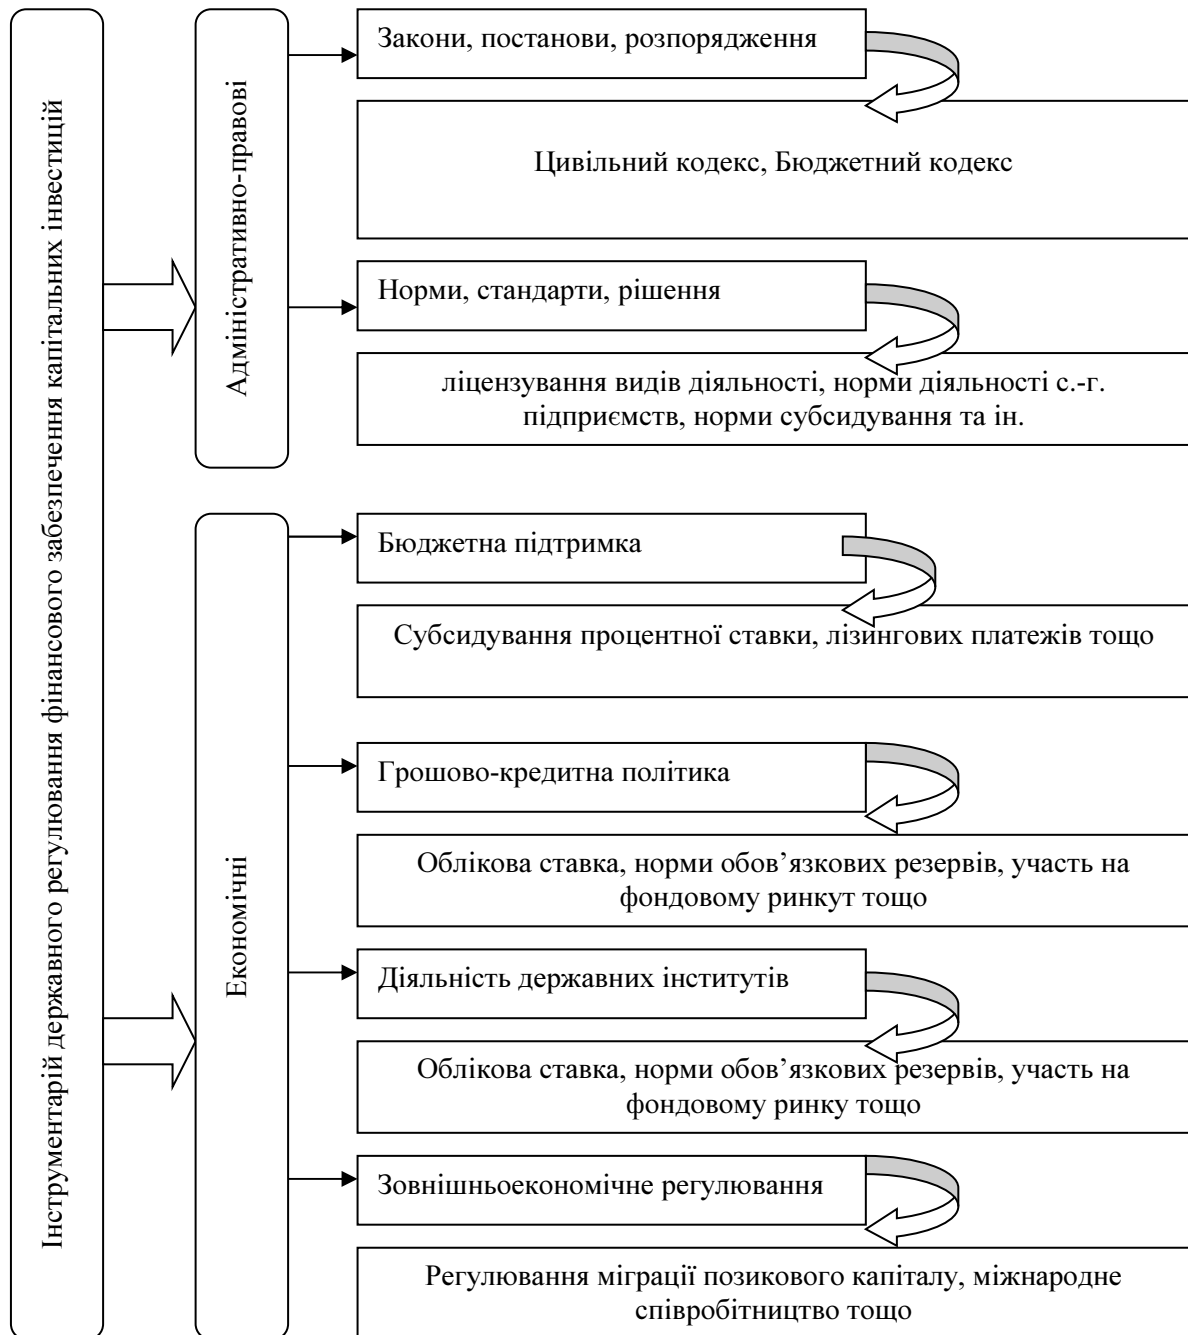 Інструментарій державного регулювання фінансового забезпечення капітальних інвестицій
Адміністративно-правові
Закони, постанови, розпорядження
Цивільний кодекс, Бюджетний кодекс
Норми, стандарти, рішення
ліцензування видів діяльності, норми діяльності с.-г.
підприємств, норми субсидування та ін.
Економічні
Бюджетна підтримка
Субсидування процентної ставки, лізингових платежів тощо
Грошово-кредитна політика
Облікова ставка, норми обов’язкових резервів, участь на
фондовому ринкут тощо
Діяльність державних інститутів
Облікова ставка, норми обов’язкових резервів, участь на
фондовому ринку тощо
Зовнішньоекономічне регулювання
Регулювання міграції позикового капіталу, міжнародне
співробітництво тощо